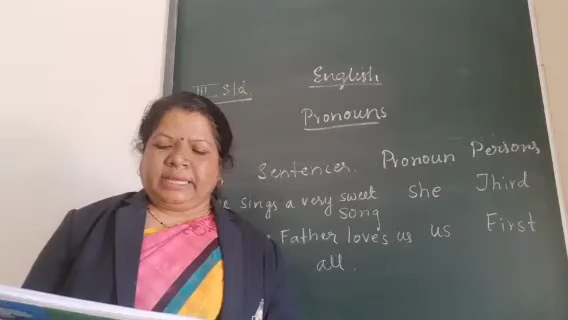 III Std.
English
Pronouns
Sentences. Pronoun Persons
sings a very sweet she Third
song
Father loves us us First
all.